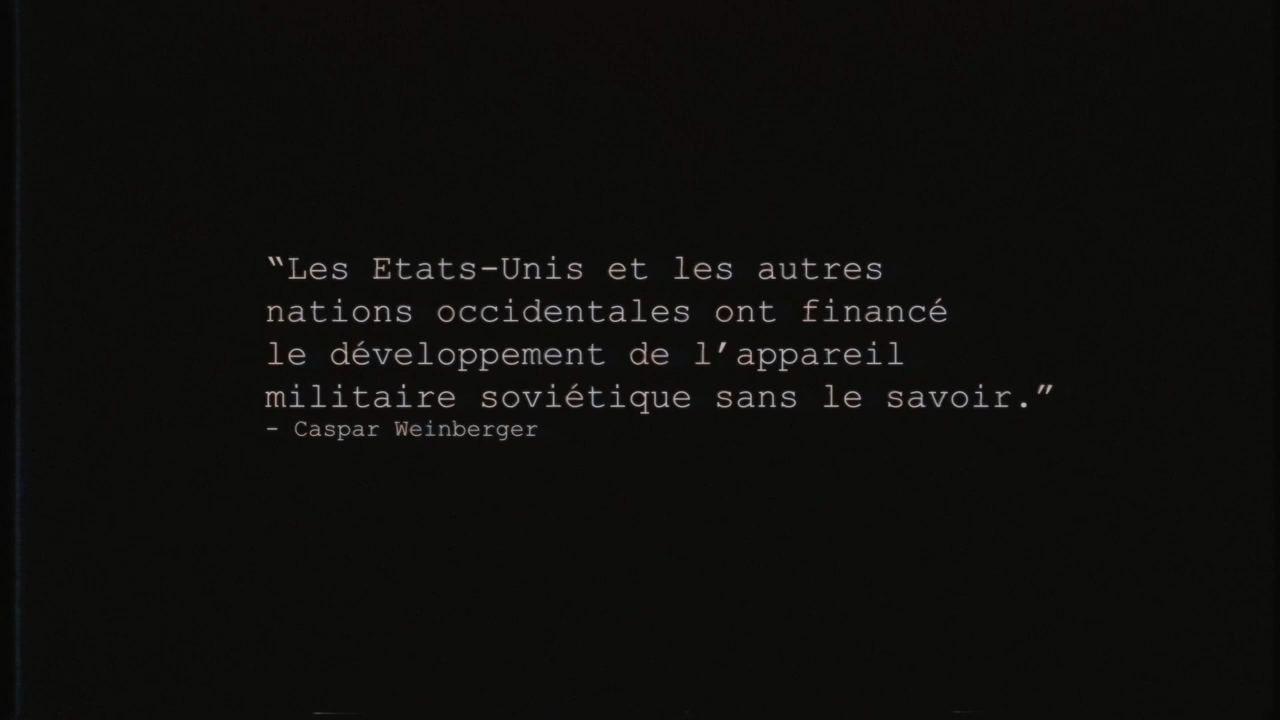 “Les Etats-Unis et les autres
nations occidentales ont financé
le développement de l’appareil
militaire soviétique sans le savoir.”
- Caspar Weinberger